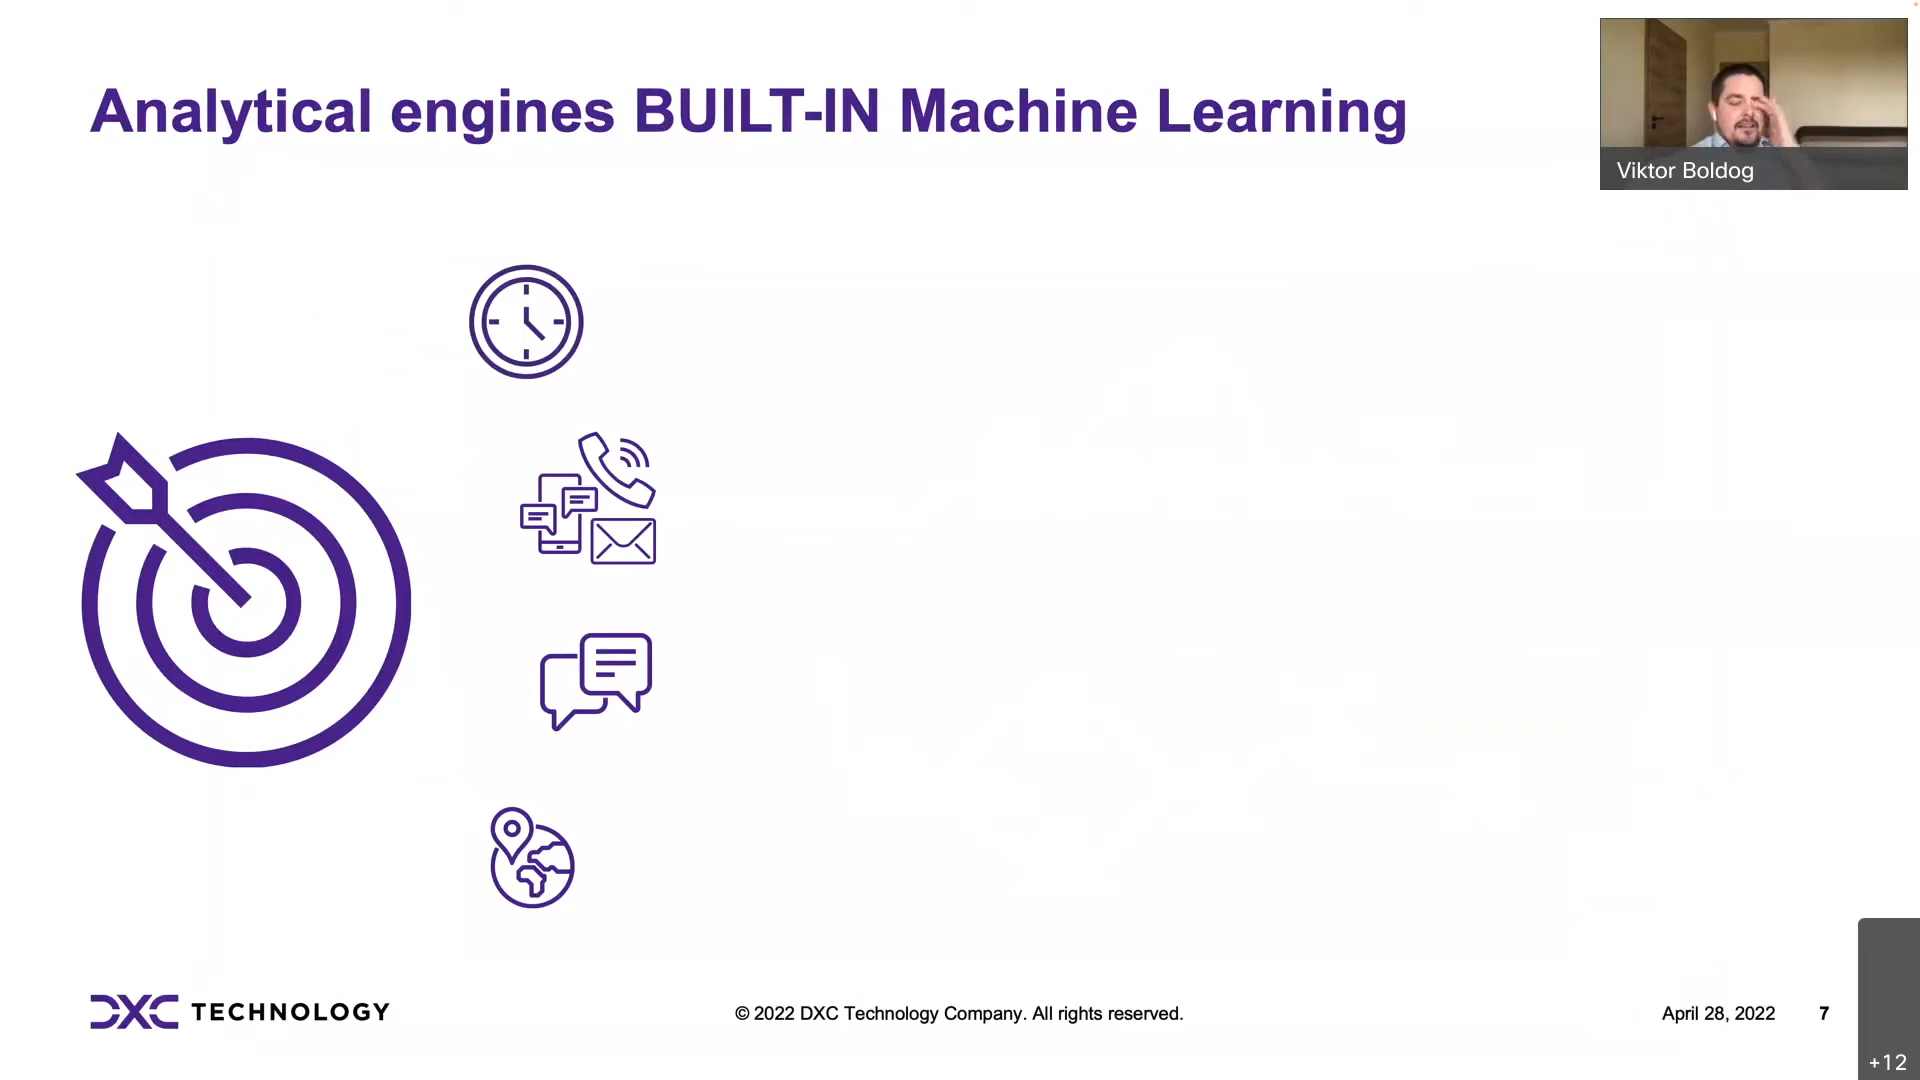 Analytical engines BUILT-IN Machine Learning
Viktor Boldog
DXC TECHNOLOGY
© 2022 DXC Technology Company. All rights reserved.
April 28, 2022
7
+12